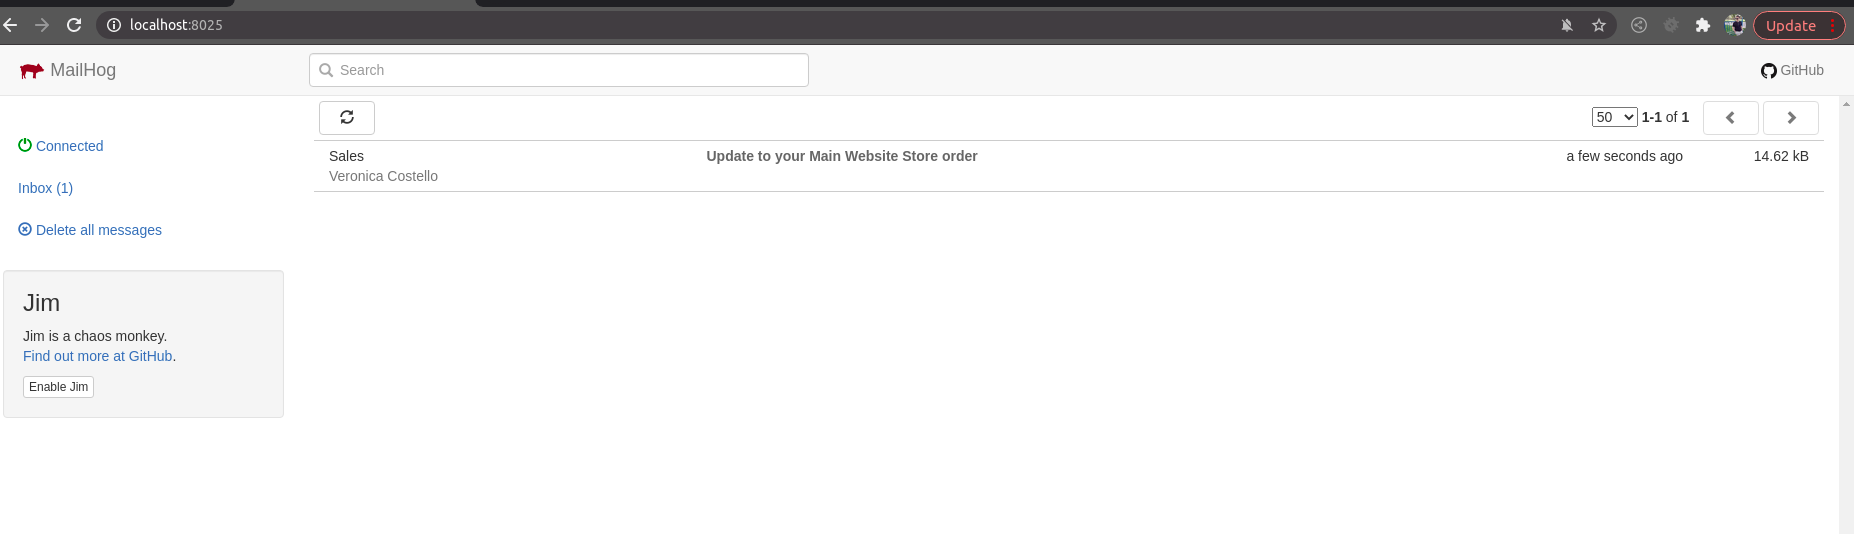 localhost:8025
Update
MailHog
Search
GitHub
50
1-1 of 1
Connected
Inbox (1)
Delete all messages
Sales
Veronica Costello
Update to your Main Website Store order
a few seconds ago
14.62 kB
Jim
Jim is a chaos monkey.
Find out more at GitHub.
Enable Jim